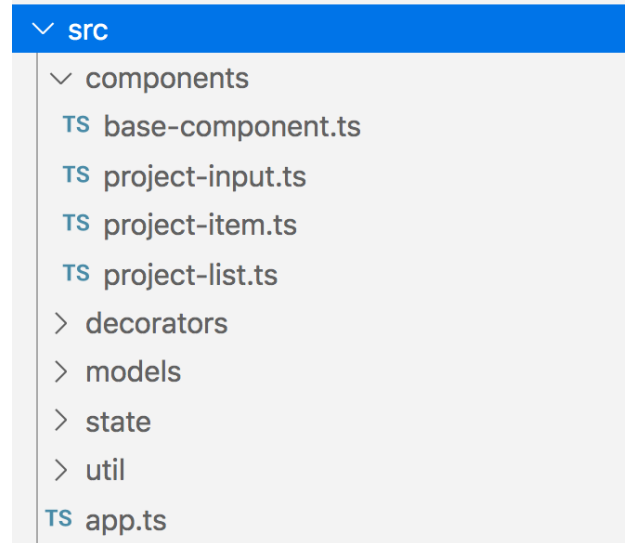 src
components
TS base-component.ts
TS project-input.ts
TS project-item.ts
TS project-list.ts
decorators
models
state
util
TS app.ts